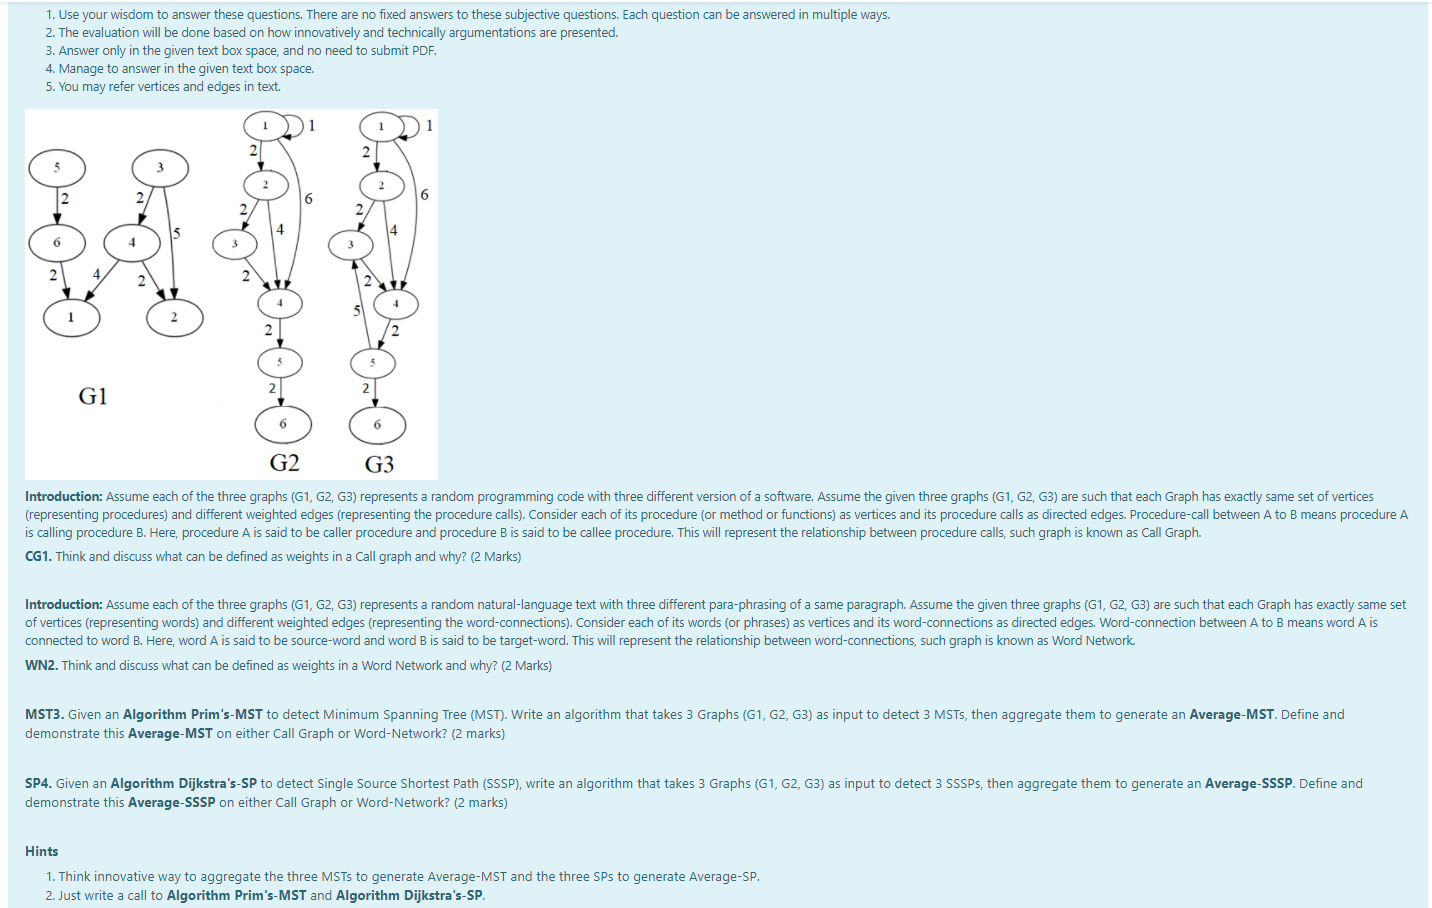 1. Use your wisdom to answer these questions. There are no fixed answers to these subjective questions. Each question can be answered in multiple ways.
2. The evaluation will be done based on how innovatively and technically argumentations are presented.
3. Answer only in the given text box space, and no need to submit PDF.
4. Manage to answer in the given text box space.
5. You may refer vertices and edges in text.
1 1 1 1
2 2
5 3 2 2
2 2 6 6
2 2
5 4 4
6 4 3 3
2 4 2 2 2
5
1 2 4 4
2 2
5 5
G1 2 2
6 6
G2 G3
Introduction: Assume each of the three graphs (G1, G2, G3) represents a random programming code with three different version of a software. Assume the given three graphs (G1, G2, G3) are such that each Graph has exactly same set of vertices
(representing procedures) and different weighted edges (representing the procedure calls). Consider each of its procedure (or method or functions) as vertices and its procedure calls as directed edges. Procedure-call between A to B means procedure A
is calling procedure B. Here, procedure A is said to be caller procedure and procedure B is said to be callee procedure. This will represent the relationship between procedure calls, such graph is known as Call Graph.
CG1. Think and discuss what can be defined as weights in a Call graph and why? (2 Marks)
Introduction: Assume each of the three graphs (G1, G2, G3) represents a random natural-language text with three different para-phrasing of a same paragraph. Assume the given three graphs (G1, G2, G3) are such that each Graph has exactly same set
of vertices (representing words) and different weighted edges (representing the word-connections). Consider each of its words (or phrases) as vertices and its word-connections as directed edges. Word-connection between A to B means word A is
connected to word B. Here, word A is said to be source-word and word B is said to be target-word. This will represent the relationship between word-connections, such graph is known as Word Network.
WN2. Think and discuss what can be defined as weights in a Word Network and why? (2 Marks)
MST3. Given an Algorithm Prim's-MST to detect Minimum Spanning Tree (MST). Write an algorithm that takes 3 Graphs (G1, G2, G3) as input to detect 3 MSTs, then aggregate them to generate an Average-MST. Define and
demonstrate this Average-MST on either Call Graph or Word-Network? (2 marks)
SP4. Given an Algorithm Dijkstra's-SP to detect Single Source Shortest Path (SSSP), write an algorithm that takes 3 Graphs (G1, G2, G3) as input to detect 3 SSSPs, then aggregate them to generate an Average-SSSP. Define and
demonstrate this Average-SSSP on either Call Graph or Word-Network? (2 marks)
Hints
1. Think innovative way to aggregate the three MSTs to generate Average-MST and the three SPs to generate Average-SP.
2. Just write a call to Algorithm Prim's-MST and Algorithm Dijkstra's-SP.